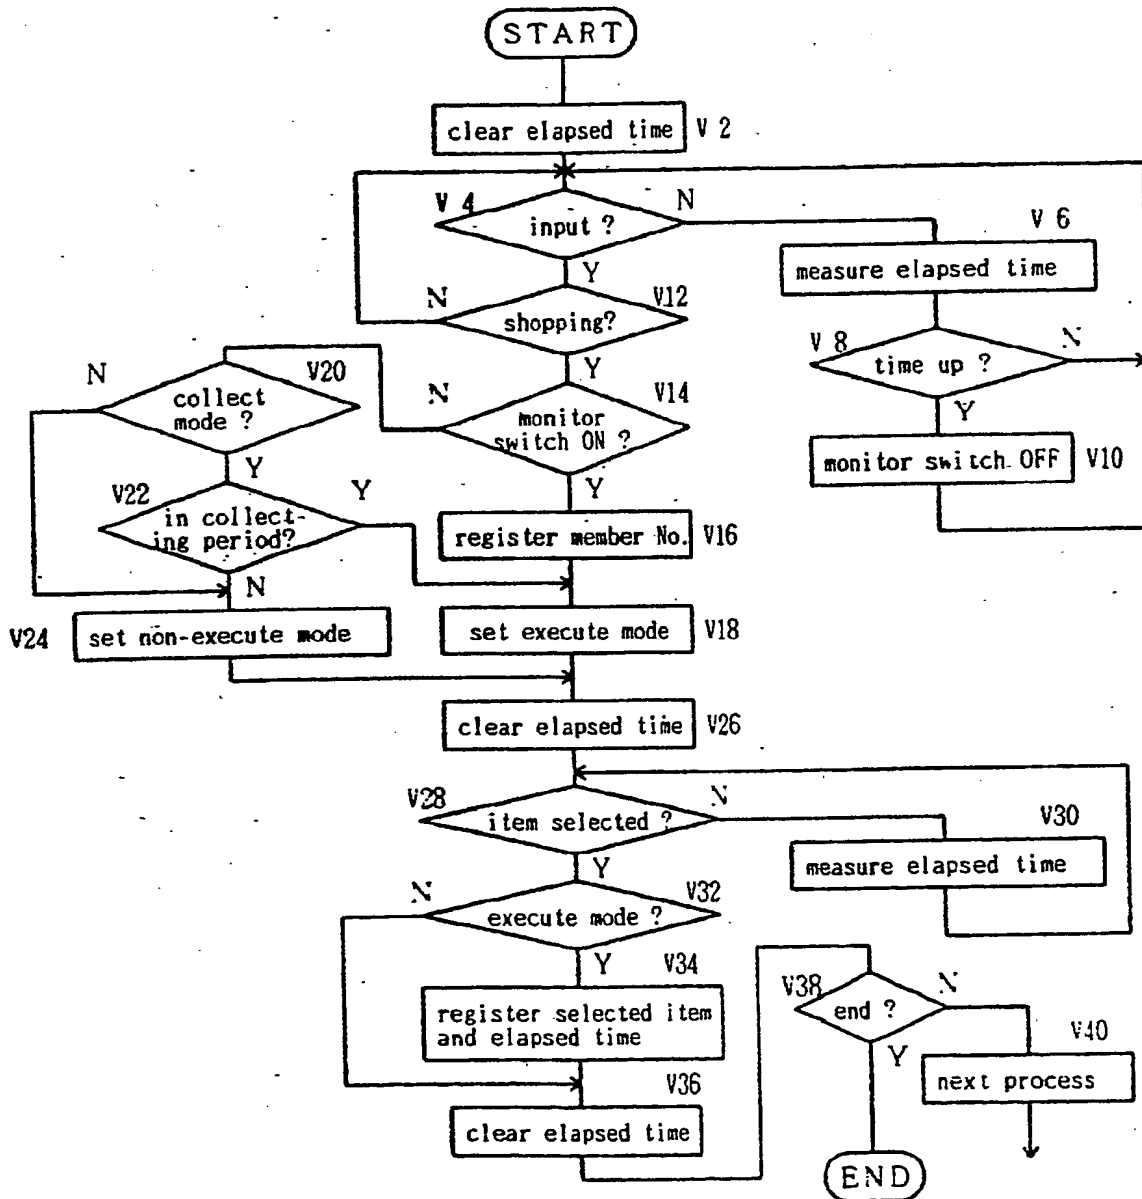 START
clear elapsed time
V 2
V 4
input ?
N
Y
V 6
measure elapsed time
V 8
time up ?
N
Y
monitor switch OFF
V10
N
shopping?
V12
Y
N
monitor
switch ON ?
V14
Y
N
collect
mode ?
V20
Y
V22
in collect-
ing period?
Y
N
register member No.
V16
V24
set non-execute mode
set execute mode
V18
clear elapsed time
V26
V28
item selected ?
N
Y
V30
measure elapsed time
N
execute mode ?
V32
Y
V34
register selected item
and elapsed time
V36
clear elapsed time
V38
end ?
N
Y
V40
next process
END